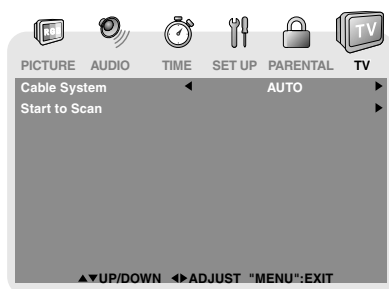 TV
PICTURE AUDIO TIME SET UP PARENTAL TV
Cable System ◀ AUTO ▶
Start to Scan ▶
▲▼UP/DOWN ◀▶ADJUST "MENU":EXIT